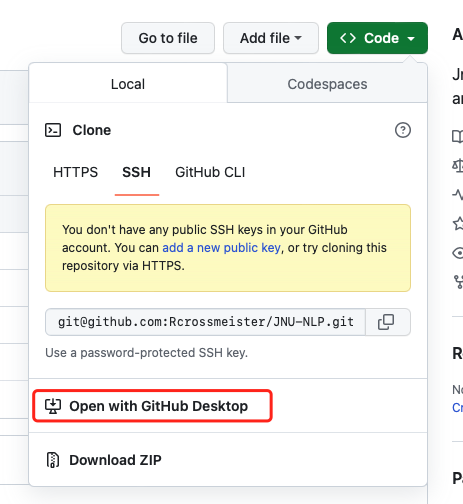 Go to file
Add file
Code
A
Local
Codespaces
Jr
ar
Clone
HTTPS
SSH
GitHub CLI
You don't have any public SSH keys in your GitHub
account. You can add a new public key, or try cloning this
repository via HTTPS.
git@github.com:Rcrossmeister/JNU-NLP.git
Use a password-protected SSH key.
R
No
Cr
Open with GitHub Desktop
Download ZIP
P